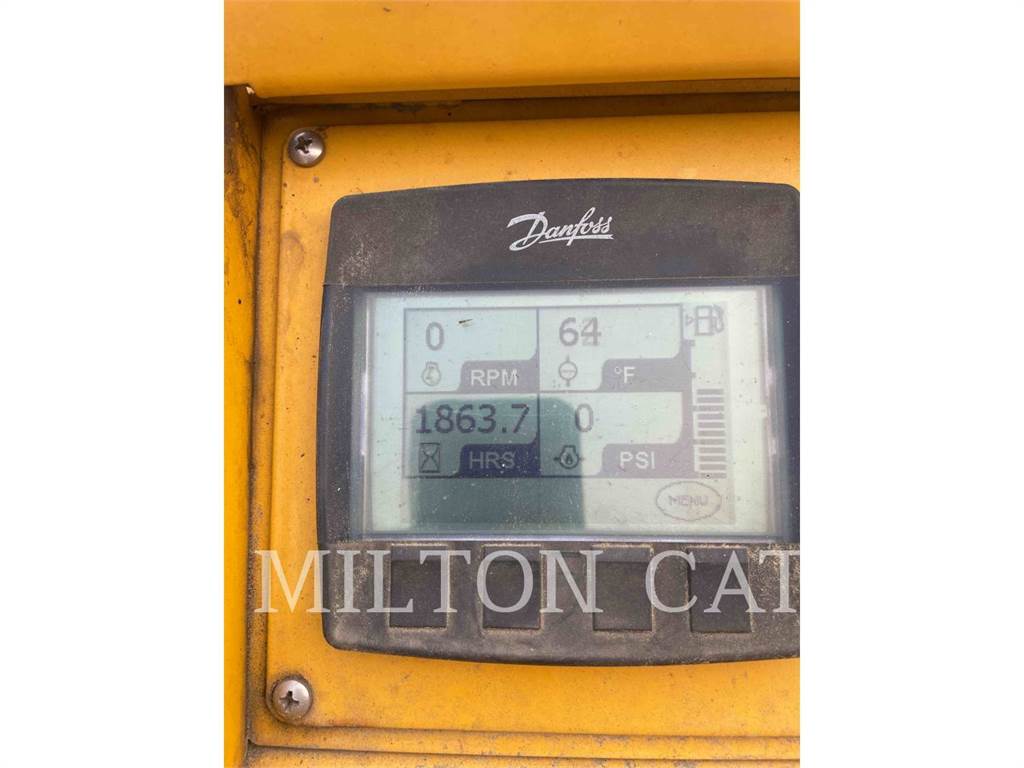 Danfoss
0
64
RPM
°F
1863.7
0
HRS
PSI
MENU
MILTON CAT